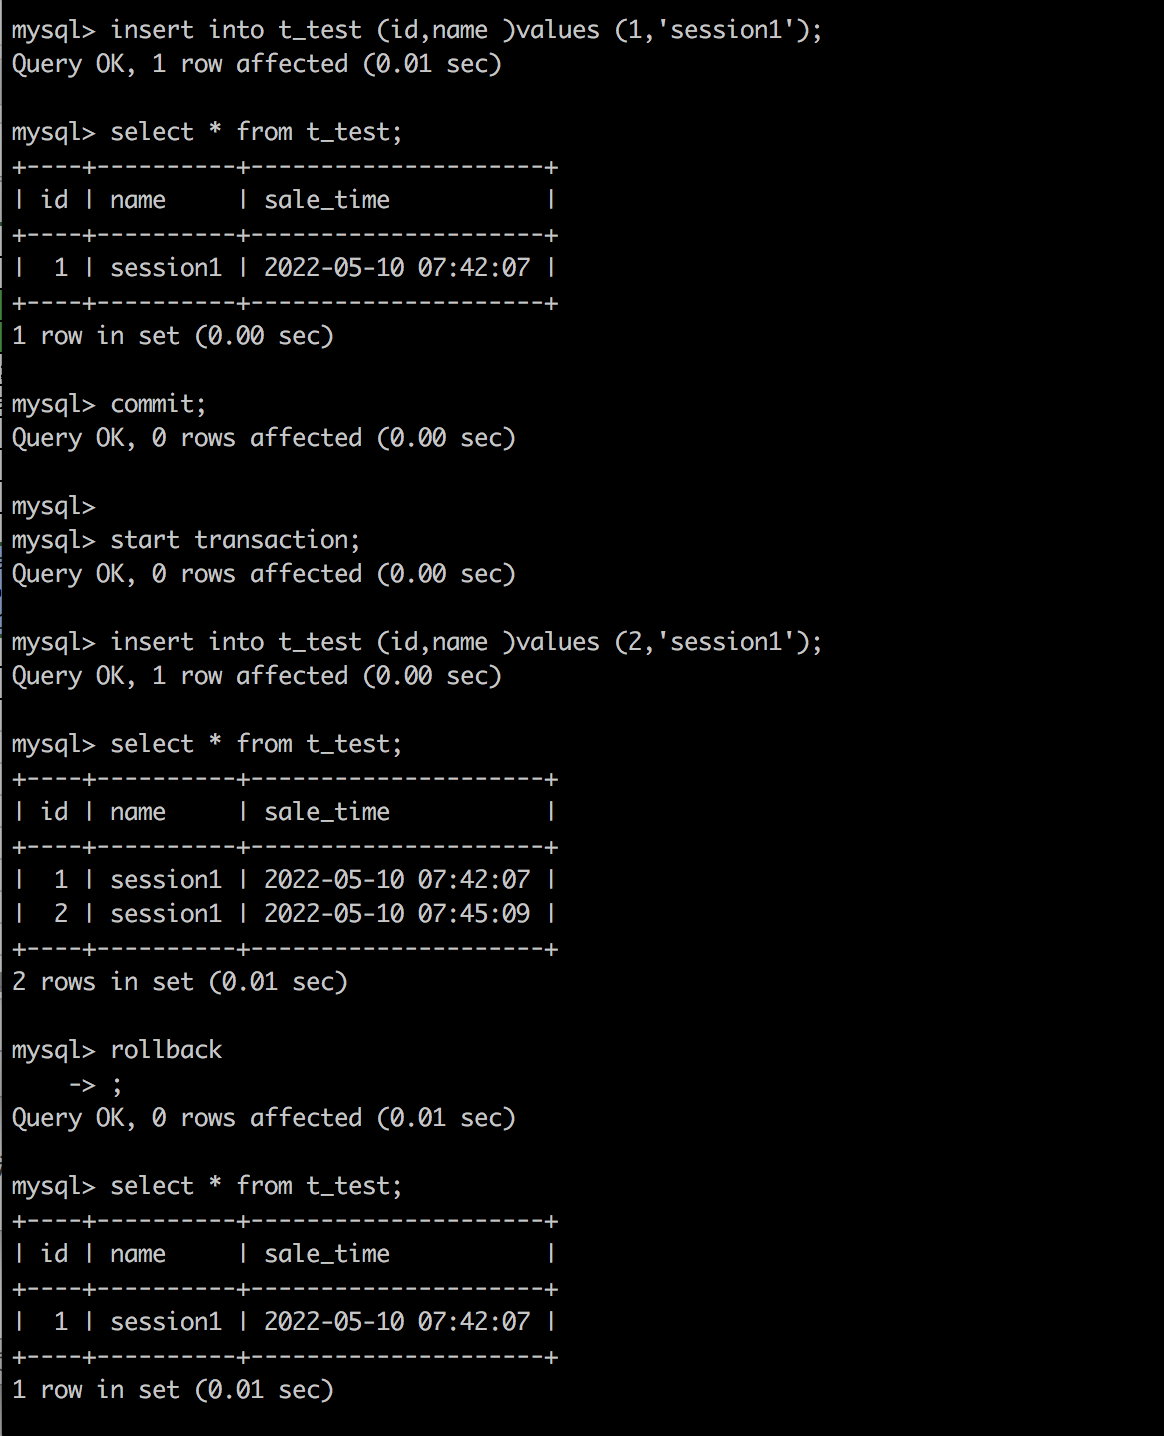 mysql> insert into t_test (id,name )values (1,'session1');
Query OK, 1 row affected (0.01 sec)

mysql> select * from t_test;
+----+----------+---------------------+
| id | name     | sale_time           |
+----+----------+---------------------+
|  1 | session1 | 2022-05-10 07:42:07 |
+----+----------+---------------------+
1 row in set (0.00 sec)

mysql> commit;
Query OK, 0 rows affected (0.00 sec)

mysql>
mysql> start transaction;
Query OK, 0 rows affected (0.00 sec)

mysql> insert into t_test (id,name )values (2,'session1');
Query OK, 1 row affected (0.00 sec)

mysql> select * from t_test;
+----+----------+---------------------+
| id | name     | sale_time           |
+----+----------+---------------------+
|  1 | session1 | 2022-05-10 07:42:07 |
|  2 | session1 | 2022-05-10 07:45:09 |
+----+----------+---------------------+
2 rows in set (0.01 sec)

mysql> rollback
    -> ;
Query OK, 0 rows affected (0.01 sec)

mysql> select * from t_test;
+----+----------+---------------------+
| id | name     | sale_time           |
+----+----------+---------------------+
|  1 | session1 | 2022-05-10 07:42:07 |
+----+----------+---------------------+
1 row in set (0.01 sec)